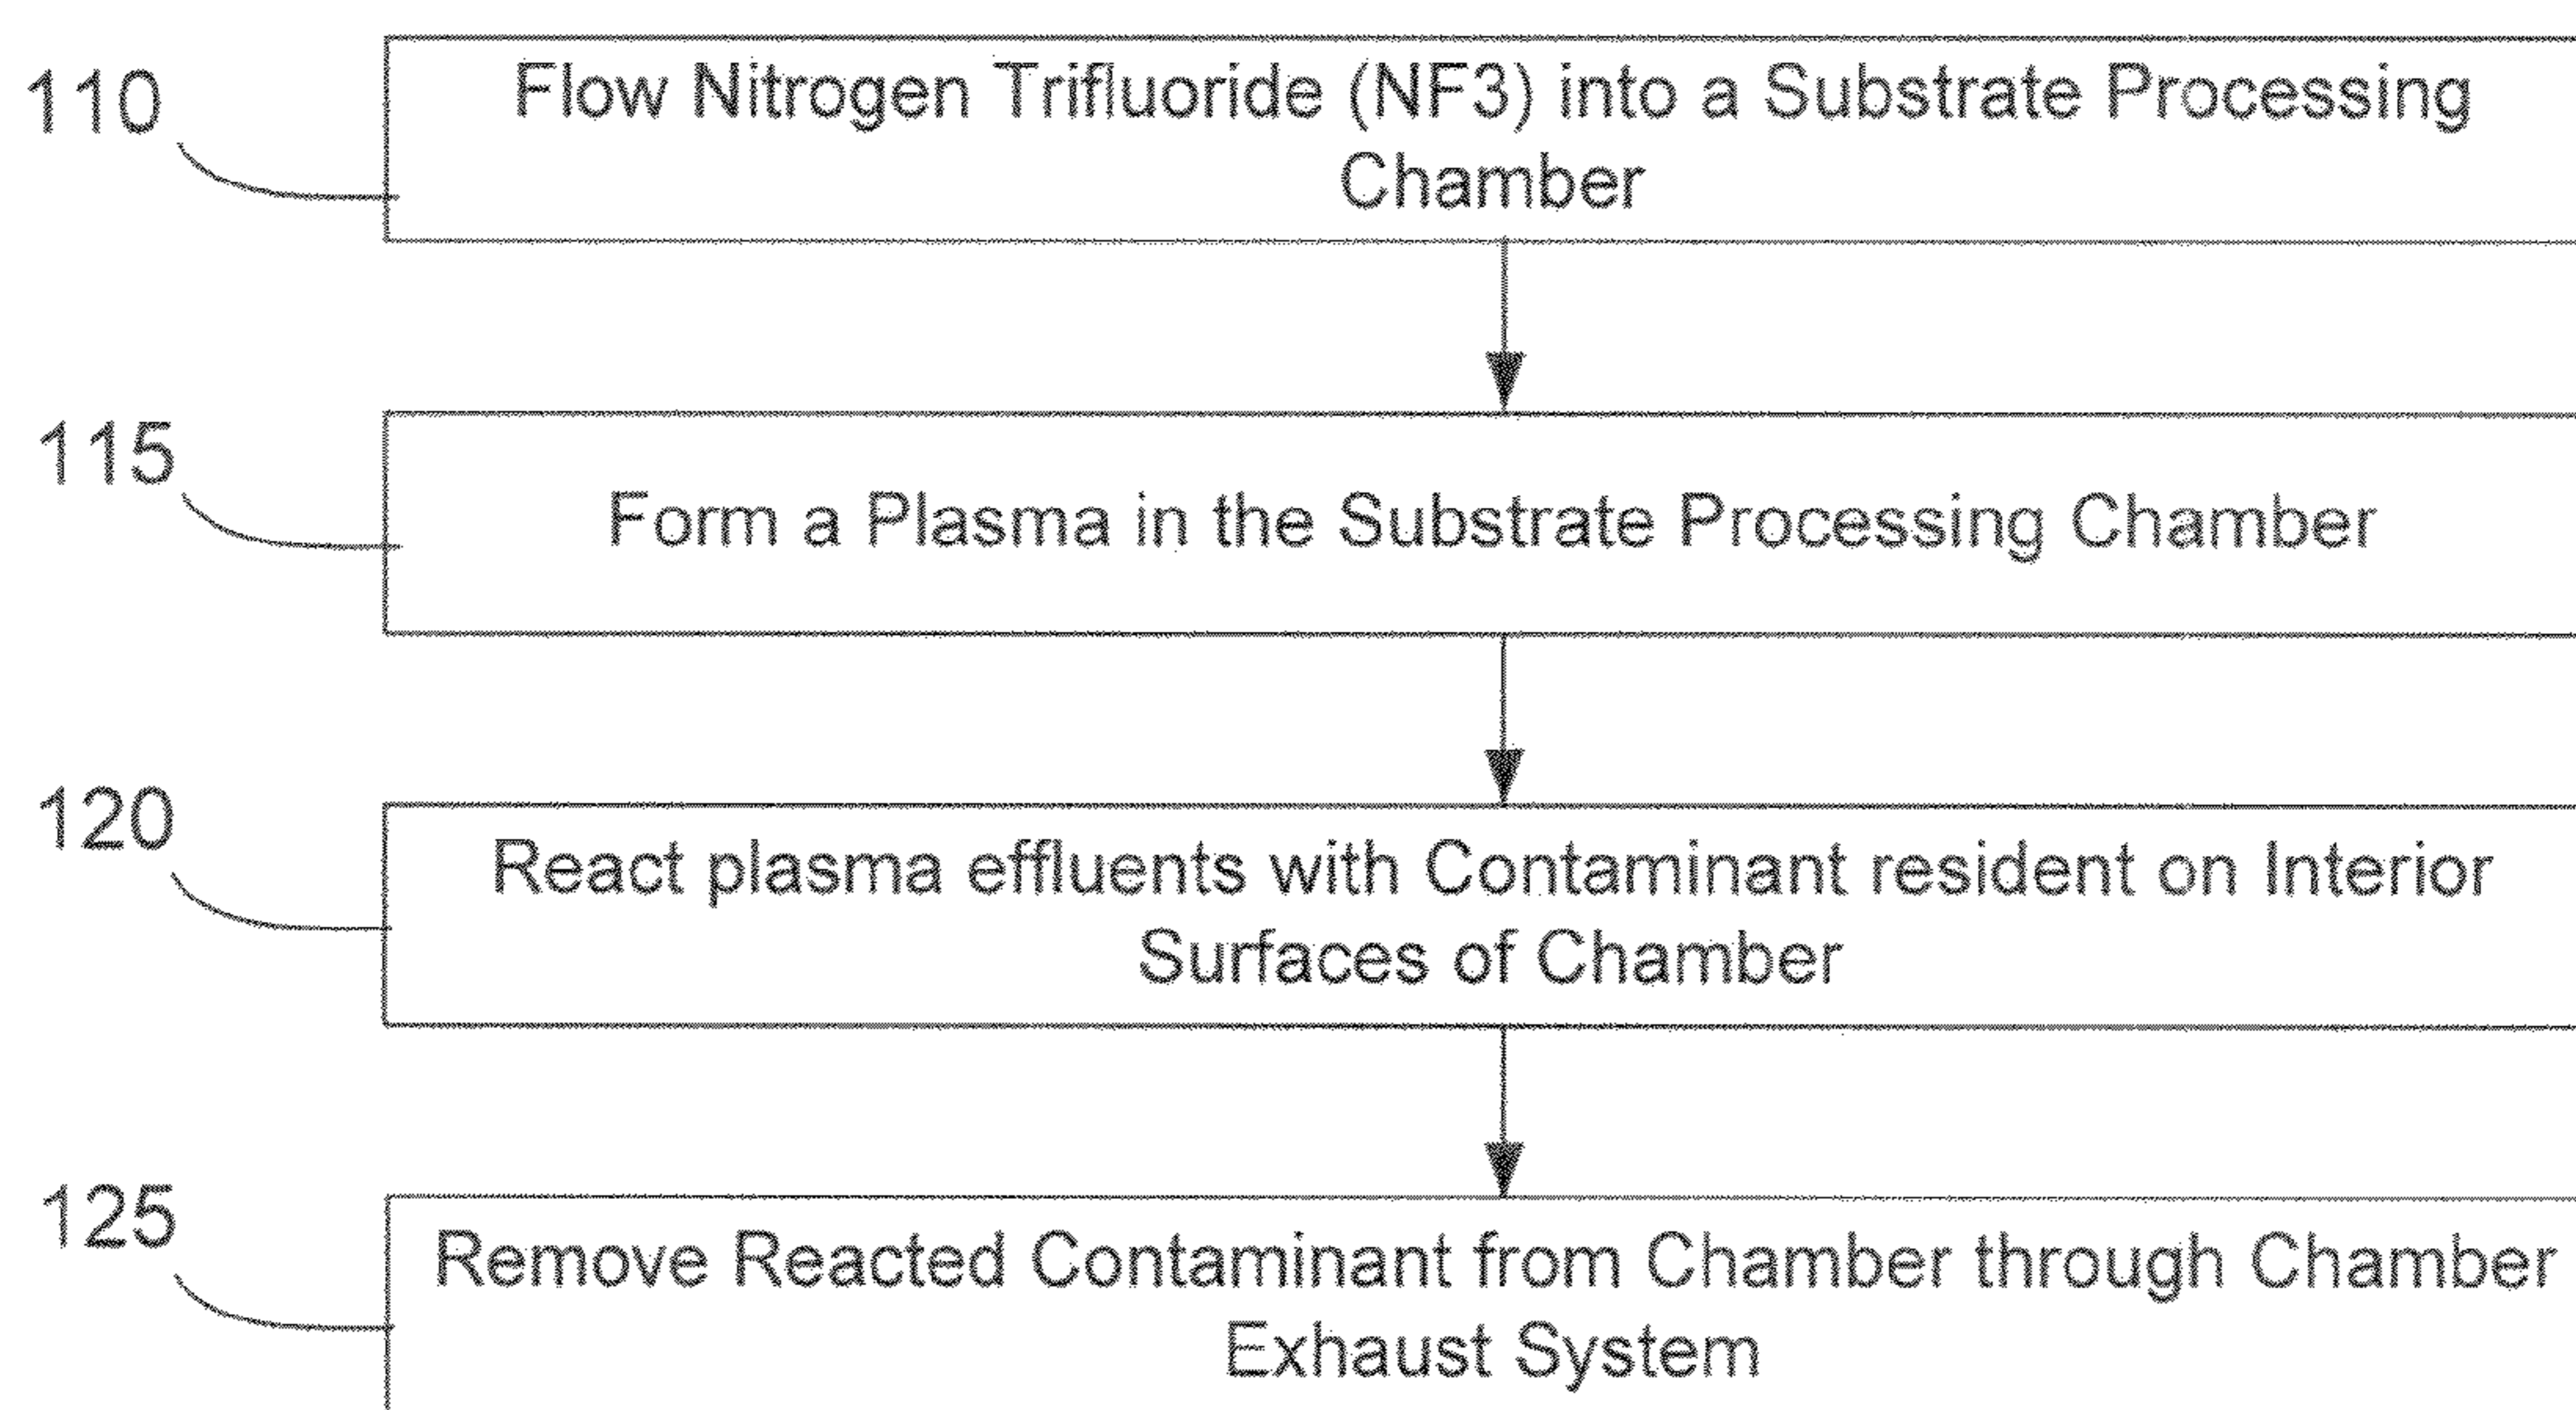 110
Flow Nitrogen Trifluoride (NF3) into a Substrate Processing
Chamber
115
Form a Plasma in the Substrate Processing Chamber
120
React plasma effluents with Contaminant resident on Interior
Surfaces of Chamber
125
Remove Reacted Contaminant from Chamber through Chamber
Exhaust System